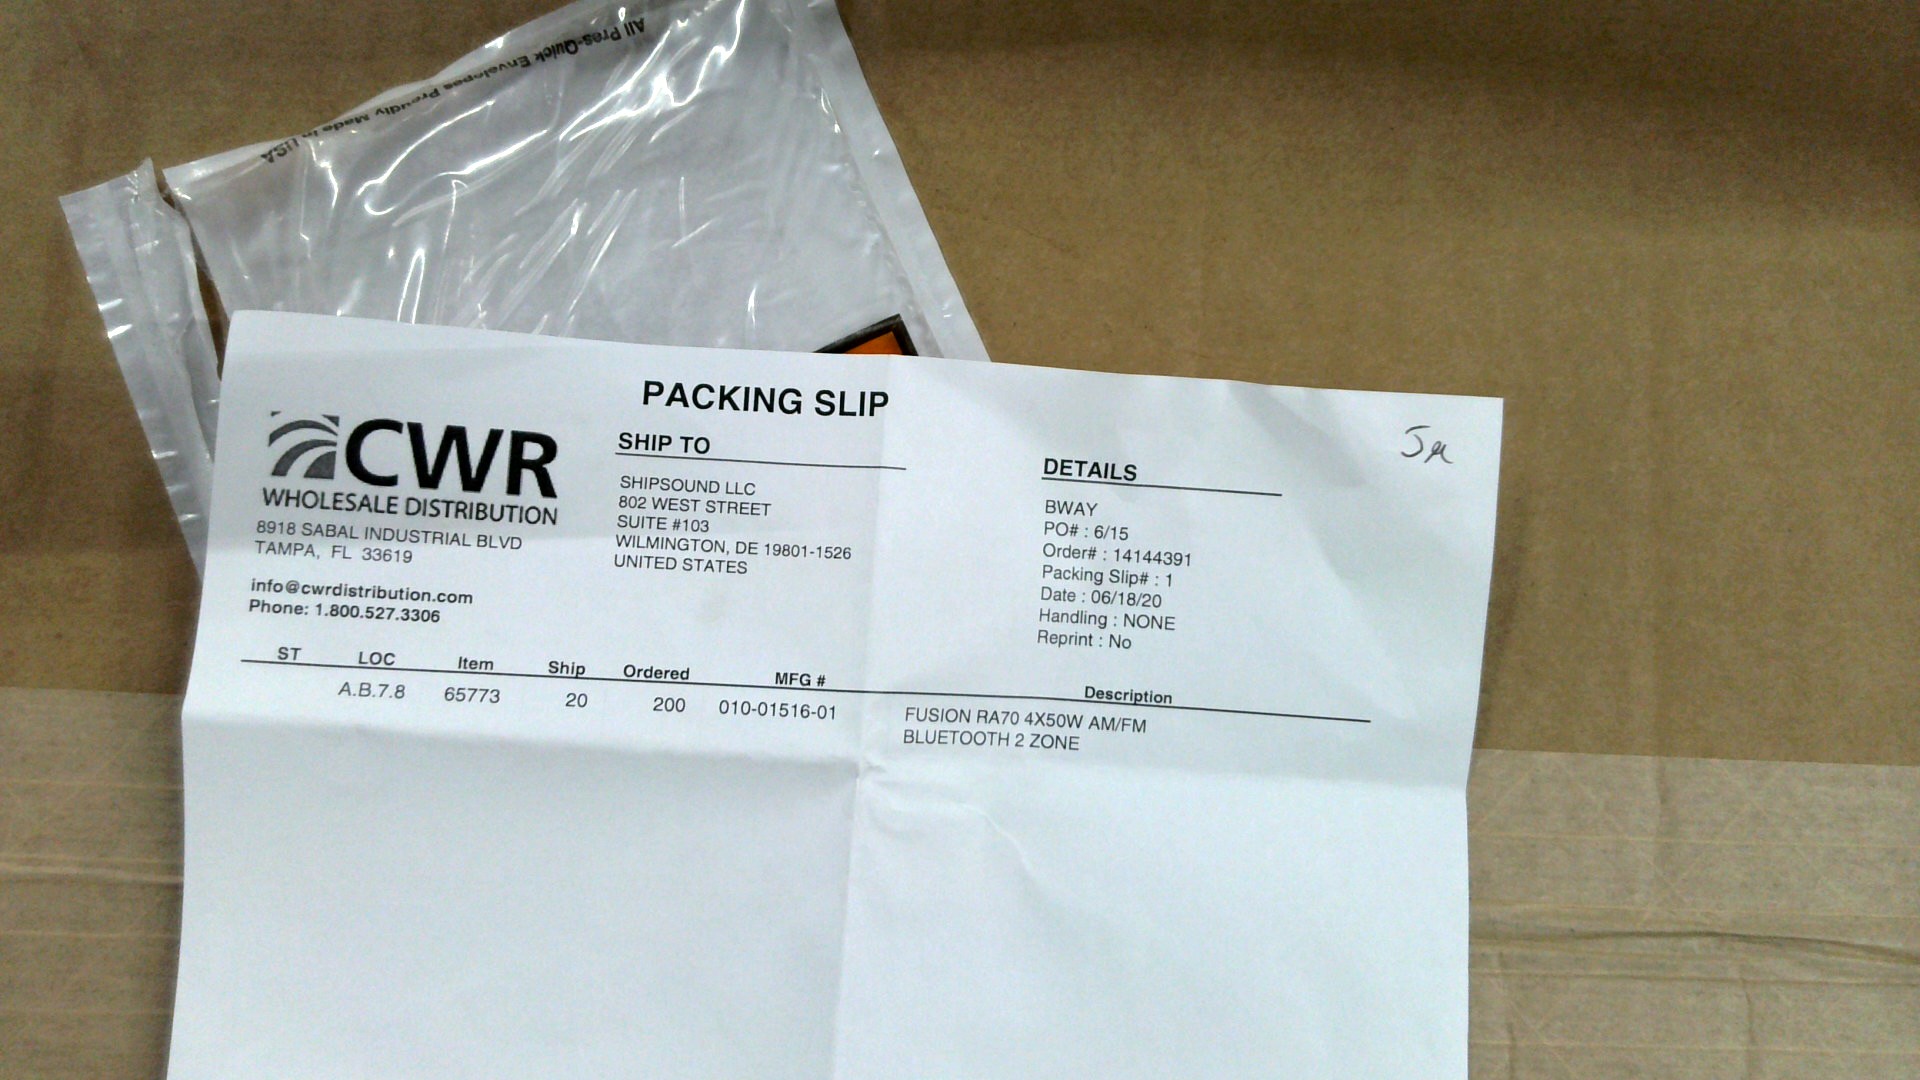 All Pres-Quick Envelopes Proudly Made in USA
PACKING SLIP
CWR
WHOLESALE DISTRIBUTION
8918 SABAL INDUSTRIAL BLVD
TAMPA, FL 33619
info@cwrdistribution.com
Phone: 1.800.527.3306
SHIP TO
SHIPSOUND LLC
802 WEST STREET
SUITE #103
WILMINGTON, DE 19801-1526
UNITED STATES
DETAILS
BWAY
PO# : 6/15
Order# : 14144391
Packing Slip# : 1
Date : 06/18/20
Handling : NONE
Reprint : No
ST LOC Item Ship Ordered MFG # Description
A.B.7.8 65773 20 200 010-01516-01 FUSION RA70 4X50W AM/FM
BLUETOOTH 2 ZONE